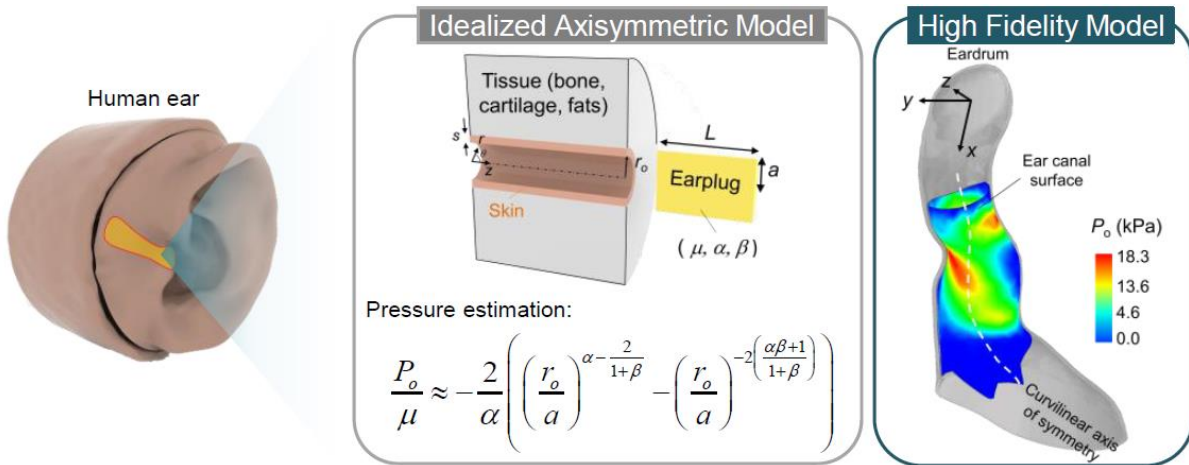 Human ear
Idealized Axisymmetric Model
Tissue (bone,
cartilage, fats)
s
r
θ
z
r_o
Skin
L
a
Earplug
(μ, α, β)
Pressure estimation:
P_o/μ ≈ -2/α ((r_o/a)^(α - 2/(1+β)) - (r_o/a)^(-2((αβ+1)/(1+β))))
High Fidelity Model
Eardrum
z
y
x
Ear canal
surface
P_o (kPa)
18.3
13.6
4.6
0.0
Curvilinear axis
of symmetry